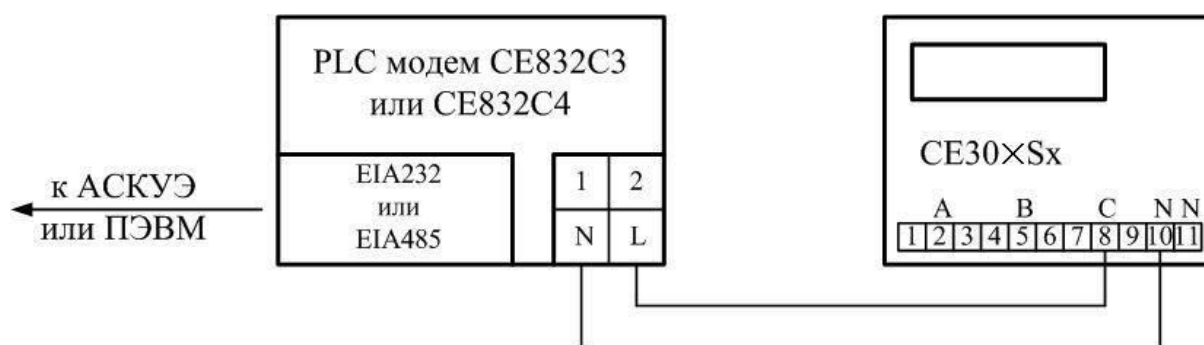 PLC модем CE832C3
или CE832C4
EIA232
или
EIA485
1 2
N L
к АСКУЭ
или ПЭВМ
CE30×Sx
A B C N N
1 2 3 4 5 6 7 8 9 10 11